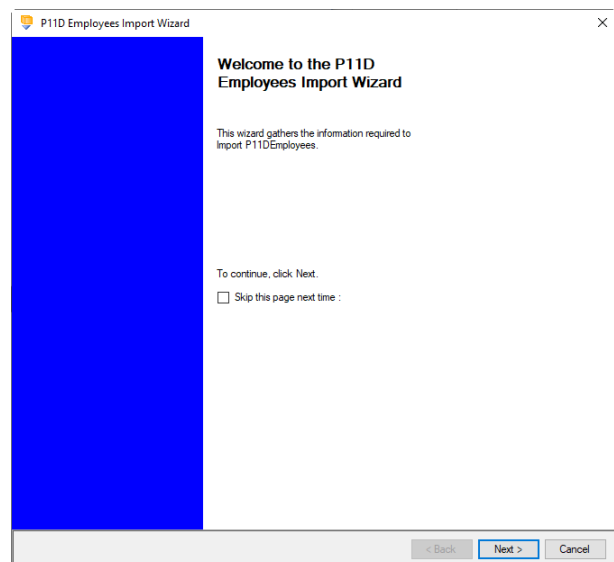 P11D Employees Import Wizard
Welcome to the P11D
Employees Import Wizard
This wizard gathers the information required to
Import P11DEmployees.
To continue, click Next.
Skip this page next time :
< Back
Next >
Cancel